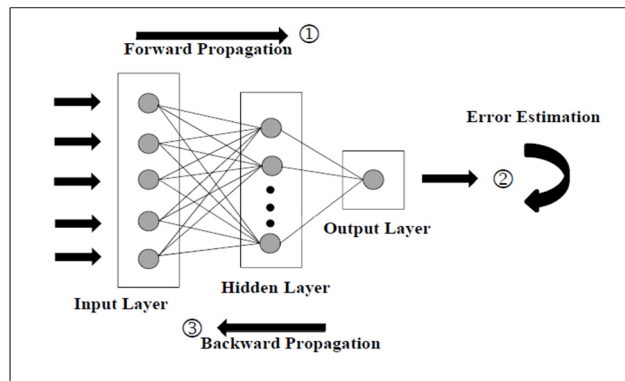 ①
Forward Propagation
Error Estimation
②
Output Layer
Hidden Layer
Input Layer
③
Backward Propagation